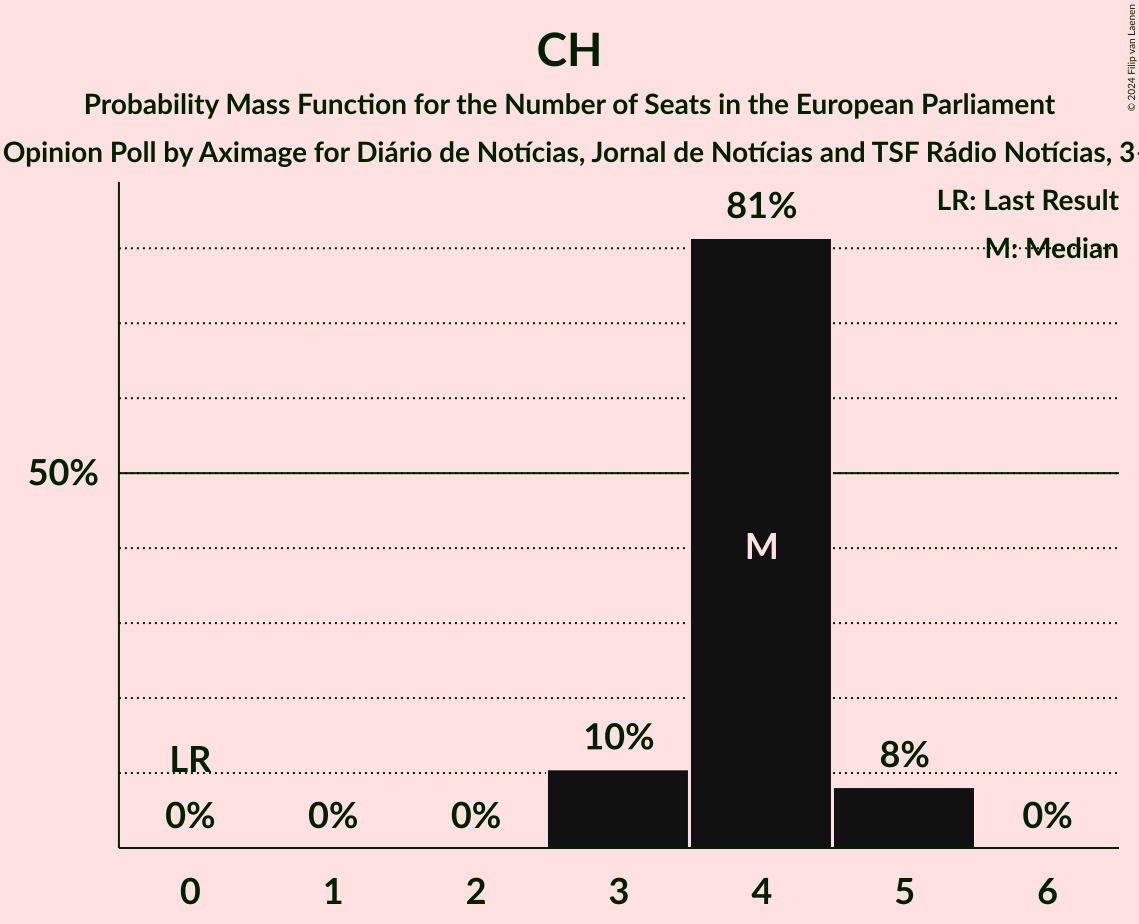 CH
Probability Mass Function for the Number of Seats in the European Parliament
Opinion Poll by Aximage for Diário de Notícias, Jornal de Notícias and TSF Rádio Notícias, 3-
© 2024 Filip van Laenen
LR: Last Result
M: Median
81%
50%
M
LR
10%
8%
0% 0% 0% 0%
0 1 2 3 4 5 6